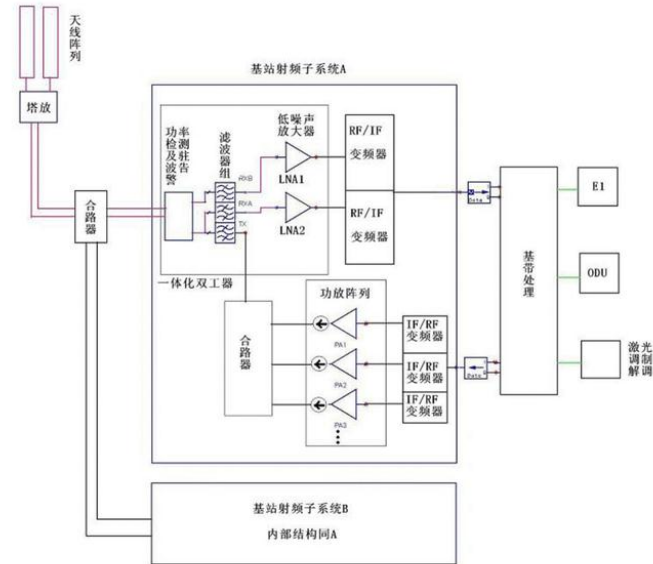 天线阵列
塔放
合路器
基站射频子系统A
功率检测及驻波告警
滤波器组
低噪声
放大器
RXB
RXA
TX
LNA1
LNA2
RF/IF
变频器
RF/IF
变频器
一体化双工器
合路器
功放阵列
PA1
PA2
PA3
IF/RF
变频器
IF/RF
变频器
IF/RF
变频器
Data
Data
基带处理
E1
ODU
激光
调制
解调
基站射频子系统B
内部结构同A